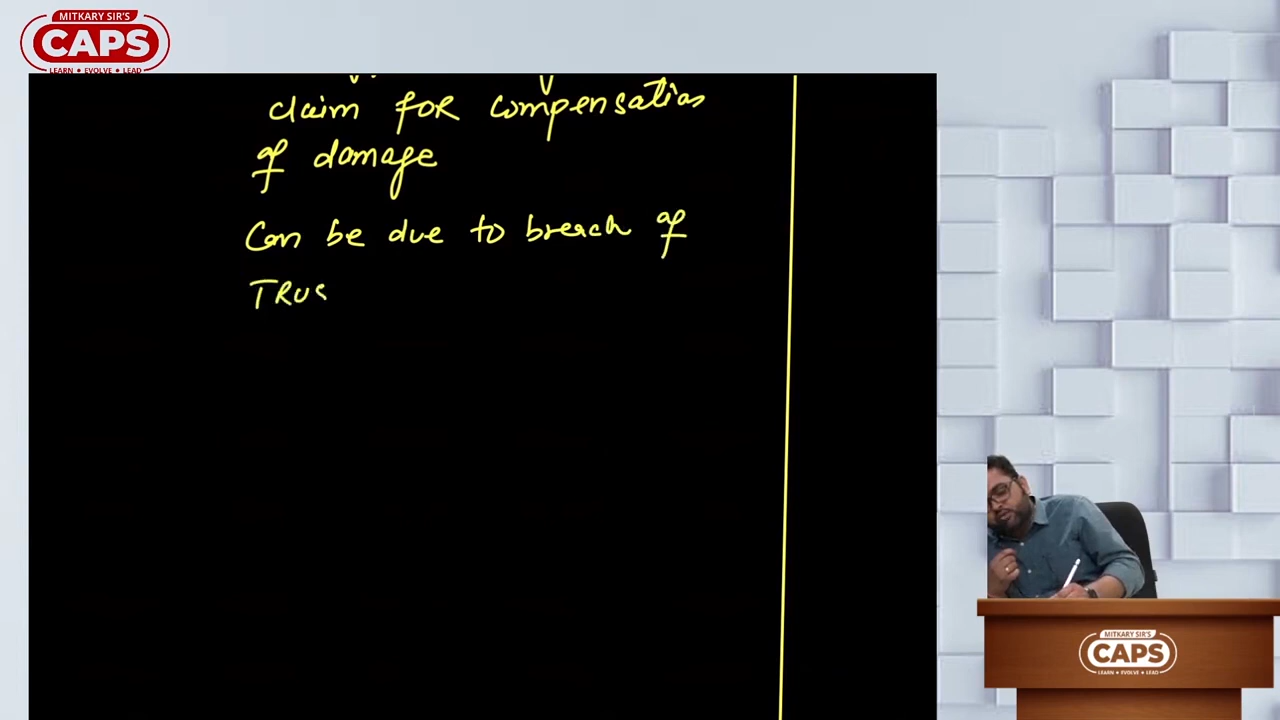 MITKARY SIR'S
CAPS
LEARN • EVOLVE • LEAD
claim for compensation
of damage
Can be due to breach of
TRUS
MITKARY SIR'S
CAPS
LEARN • EVOLVE • LEAD